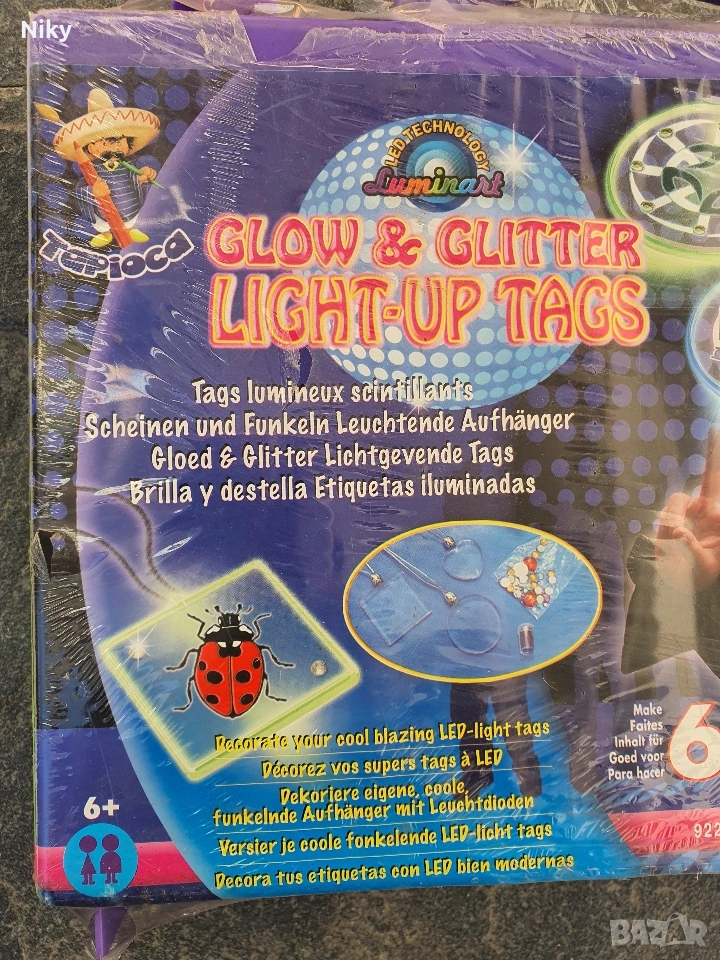 Niky
LED TECHNOLOGY
Luminart
Tapioca
GLOW & GLITTER
LIGHT-UP TAGS
Tags lumineux scintillants
Scheinen und Funkeln Leuchtende Aufhänger
Gloed & Glitter Lichtgevende Tags
Brilla y destella Etiquetas iluminadas
Decorate your cool blazing LED-light tags
Décorez vos supers tags à LED
Dekoriere eigene, coole,
funkelnde Aufhänger mit Leuchtdioden
Versier je coole fonkelende LED-licht tags
Decora tus etiquetas con LED bien modernas
Make
Faites
Inhalt für
Goed voor
Para hacer
6
6+
922
BAZAR